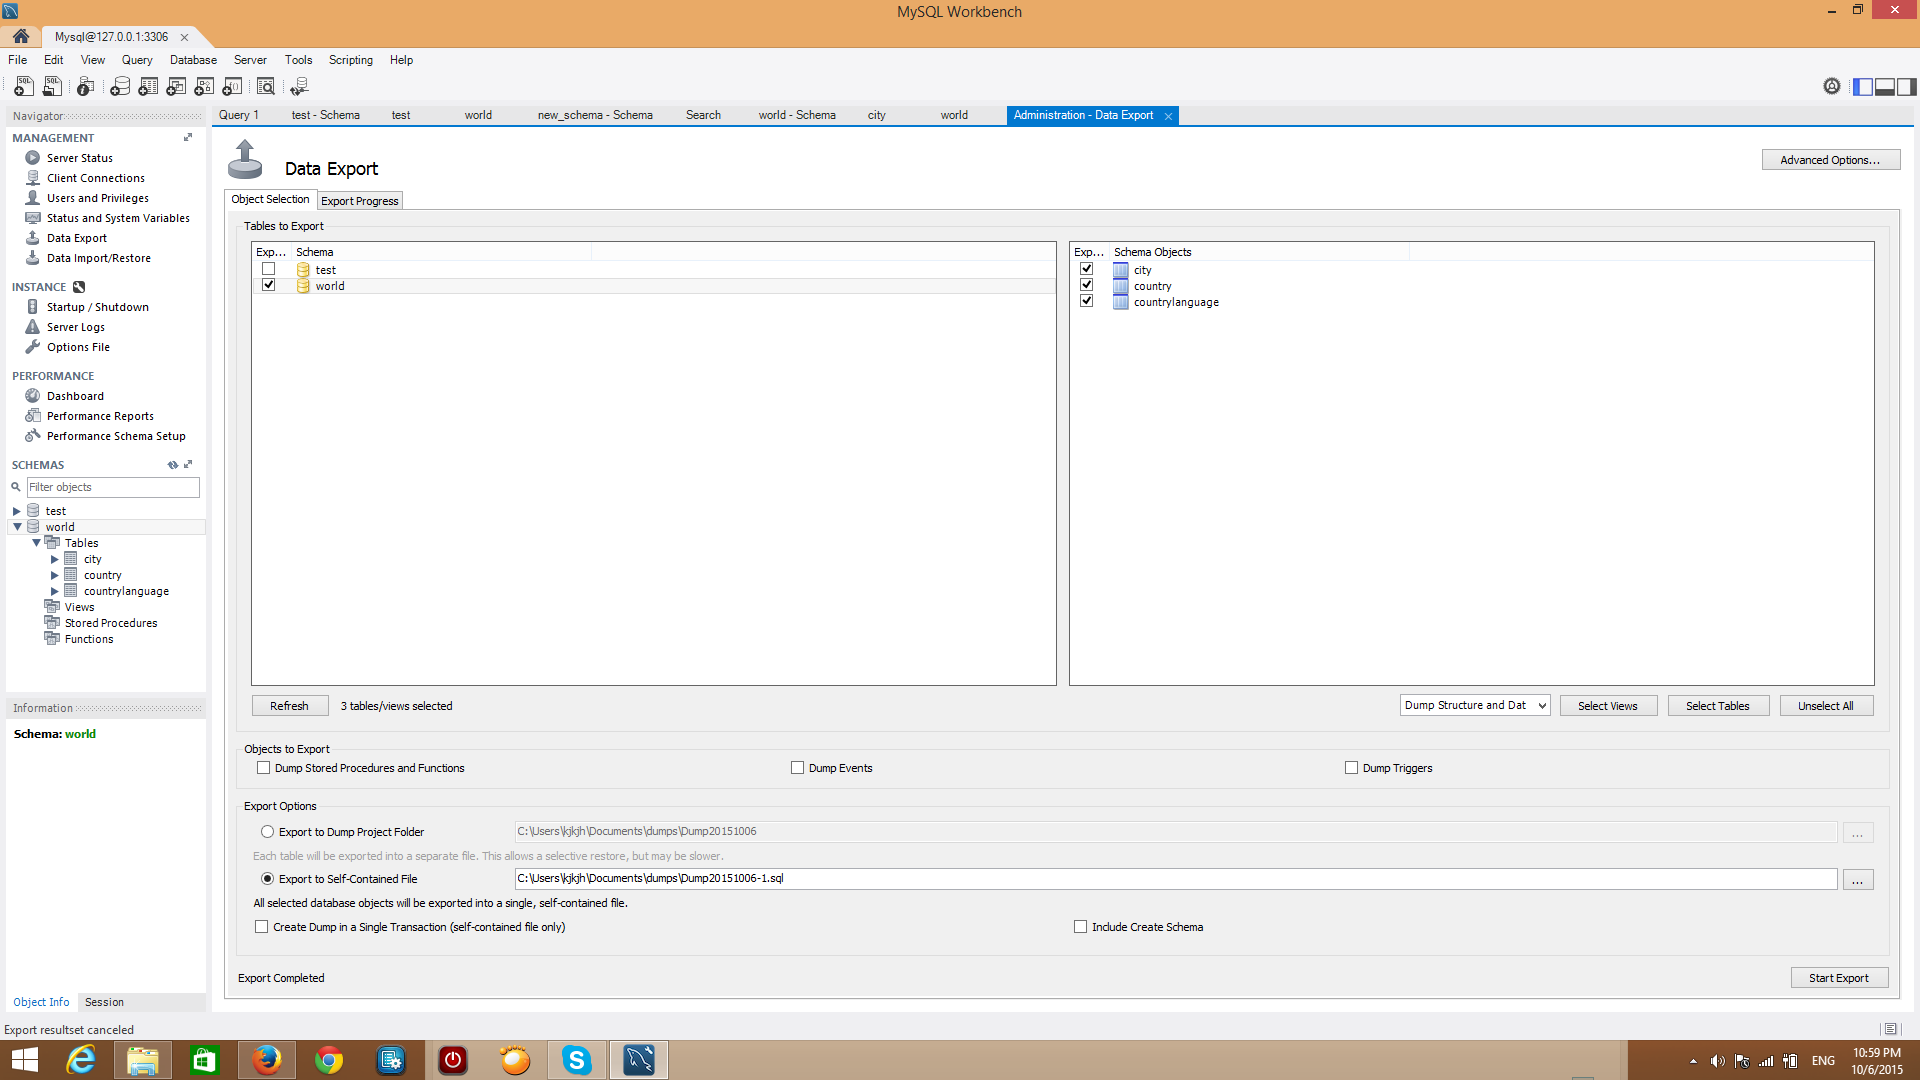 MySQL Workbench
Mysql@127.0.0.1:3306
File Edit View Query Database Server Tools Scripting Help
Navigator
MANAGEMENT
Server Status
Client Connections
Users and Privileges
Status and System Variables
Data Export
Data Import/Restore
INSTANCE
Startup / Shutdown
Server Logs
Options File
PERFORMANCE
Dashboard
Performance Reports
Performance Schema Setup
SCHEMAS
Filter objects
test
world
Tables
city
country
countrylanguage
Views
Stored Procedures
Functions
Information
Schema: world
Object Info Session
Query 1 test - Schema test world new_schema - Schema Search world - Schema city world Administration - Data Export
Data Export
Advanced Options...
Object Selection Export Progress
Tables to Export
Exp... Schema
test
world
Exp... Schema Objects
city
country
countrylanguage
Refresh 3 tables/views selected Dump Structure and Dat Select Views Select Tables Unselect All
Objects to Export
Dump Stored Procedures and Functions Dump Events Dump Triggers
Export Options
Export to Dump Project Folder C:\Users\kjkjh\Documents\dumps\Dump20151006 ...
Each table will be exported into a separate file. This allows a selective restore, but may be slower.
Export to Self-Contained File C:\Users\kjkjh\Documents\dumps\Dump20151006-1.sql ...
All selected database objects will be exported into a single, self-contained file.
Create Dump in a Single Transaction (self-contained file only) Include Create Schema
Export Completed Start Export
Export resultset canceled
ENG
10:59 PM
10/6/2015